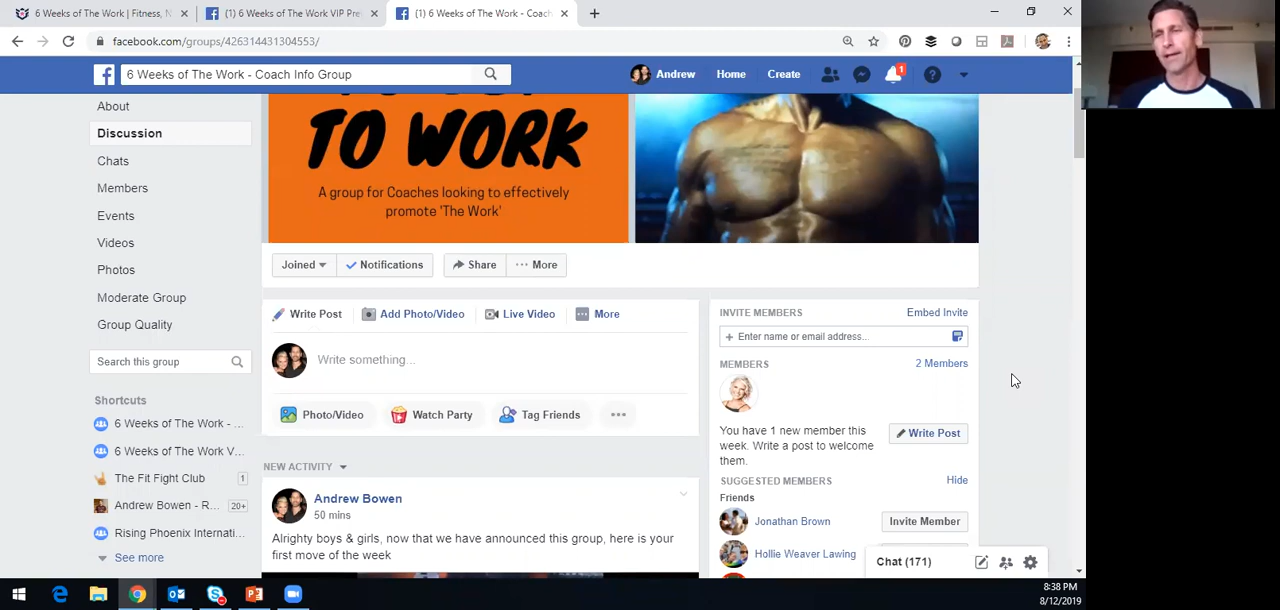 6 Weeks of The Work | Fitness, N
(1) 6 Weeks of The Work VIP Pre
(1) 6 Weeks of The Work - Coach
facebook.com/groups/426314431304553/
6 Weeks of The Work - Coach Info Group
Andrew
Home
Create
1
About
Discussion
Chats
Members
Events
Videos
Photos
Moderate Group
Group Quality
Search this group
Shortcuts
6 Weeks of The Work - ...
6 Weeks of The Work V...
The Fit Fight Club 1
Andrew Bowen - R... 20+
Rising Phoenix Internati...
See more
TO WORK
A group for Coaches looking to effectively
promote 'The Work'
Joined
Notifications
Share
More
Write Post
Add Photo/Video
Live Video
More
Write something...
Photo/Video
Watch Party
Tag Friends
NEW ACTIVITY
Andrew Bowen
50 mins
Alrighty boys & girls, now that we have announced this group, here is your
first move of the week
INVITE MEMBERS
Embed Invite
+ Enter name or email address...
MEMBERS
2 Members
You have 1 new member this
week. Write a post to welcome
them.
Write Post
SUGGESTED MEMBERS
Hide
Friends
Jonathan Brown
Invite Member
Hollie Weaver Lawing
Chat (171)
8:38 PM
8/12/2019